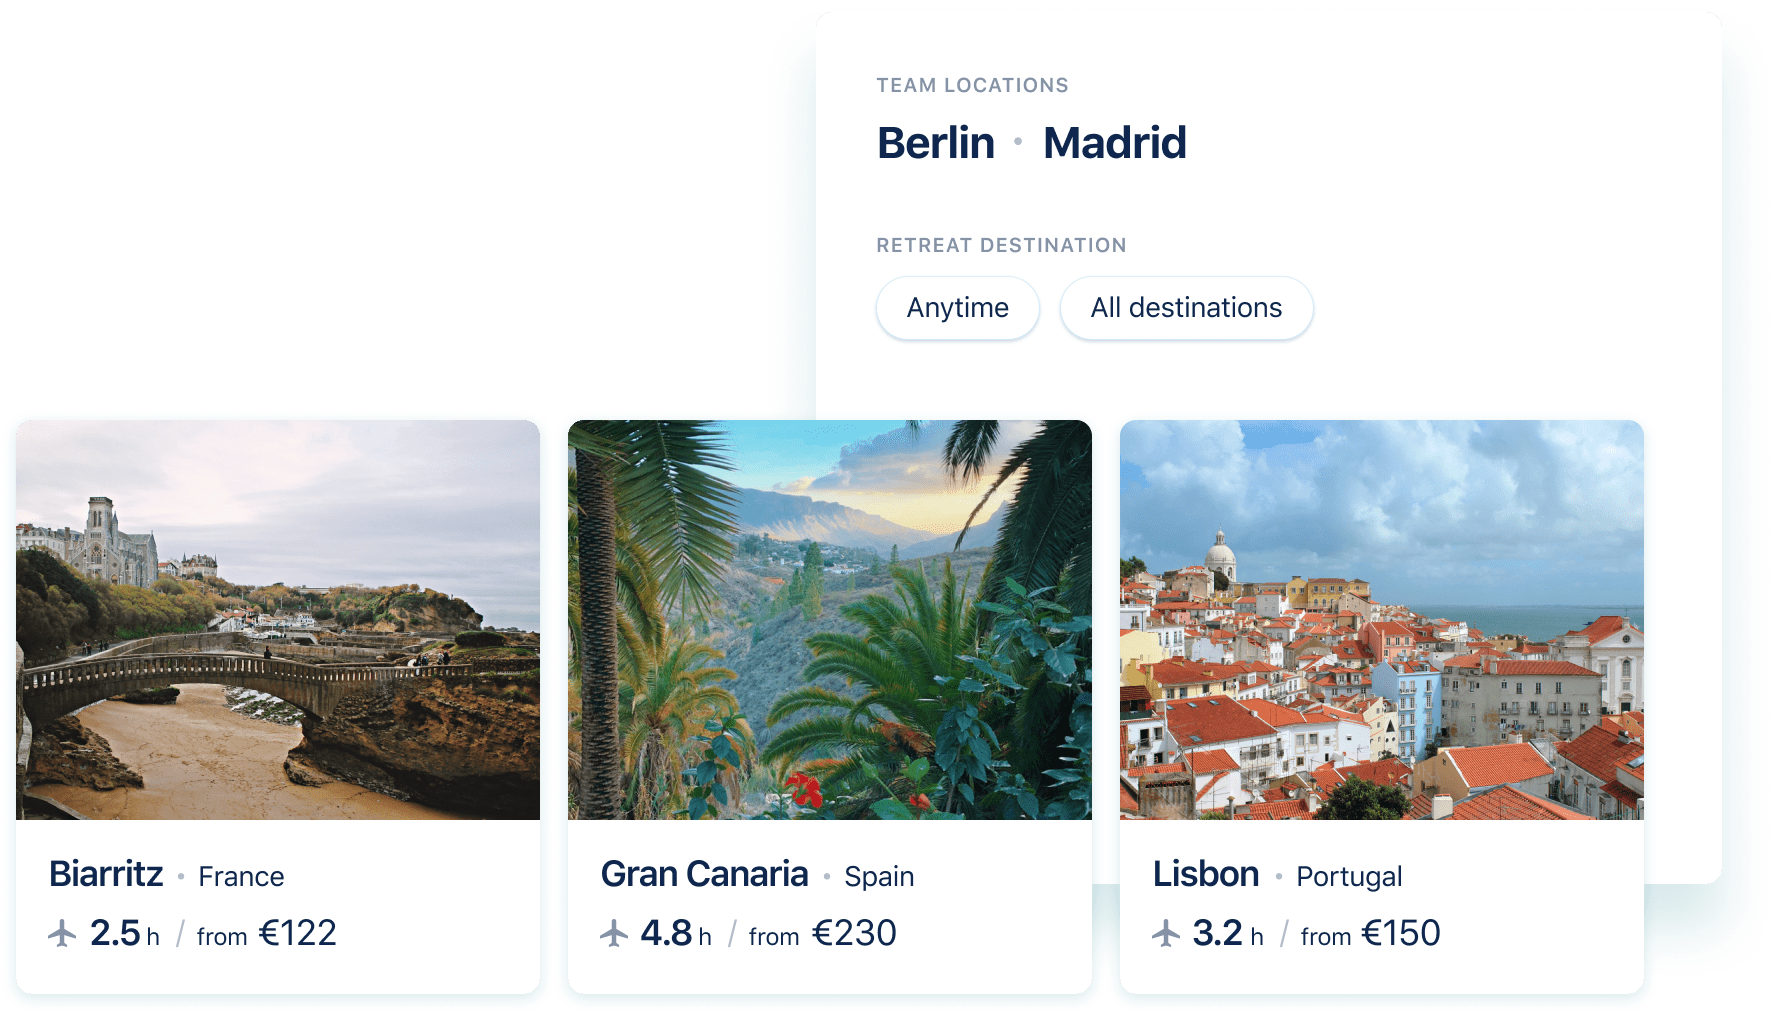 TEAM LOCATIONS
Berlin • Madrid
RETREAT DESTINATION
Anytime
All destinations
Biarritz • France
2.5 h / from €122
Gran Canaria • Spain
4.8 h / from €230
Lisbon • Portugal
3.2 h / from €150